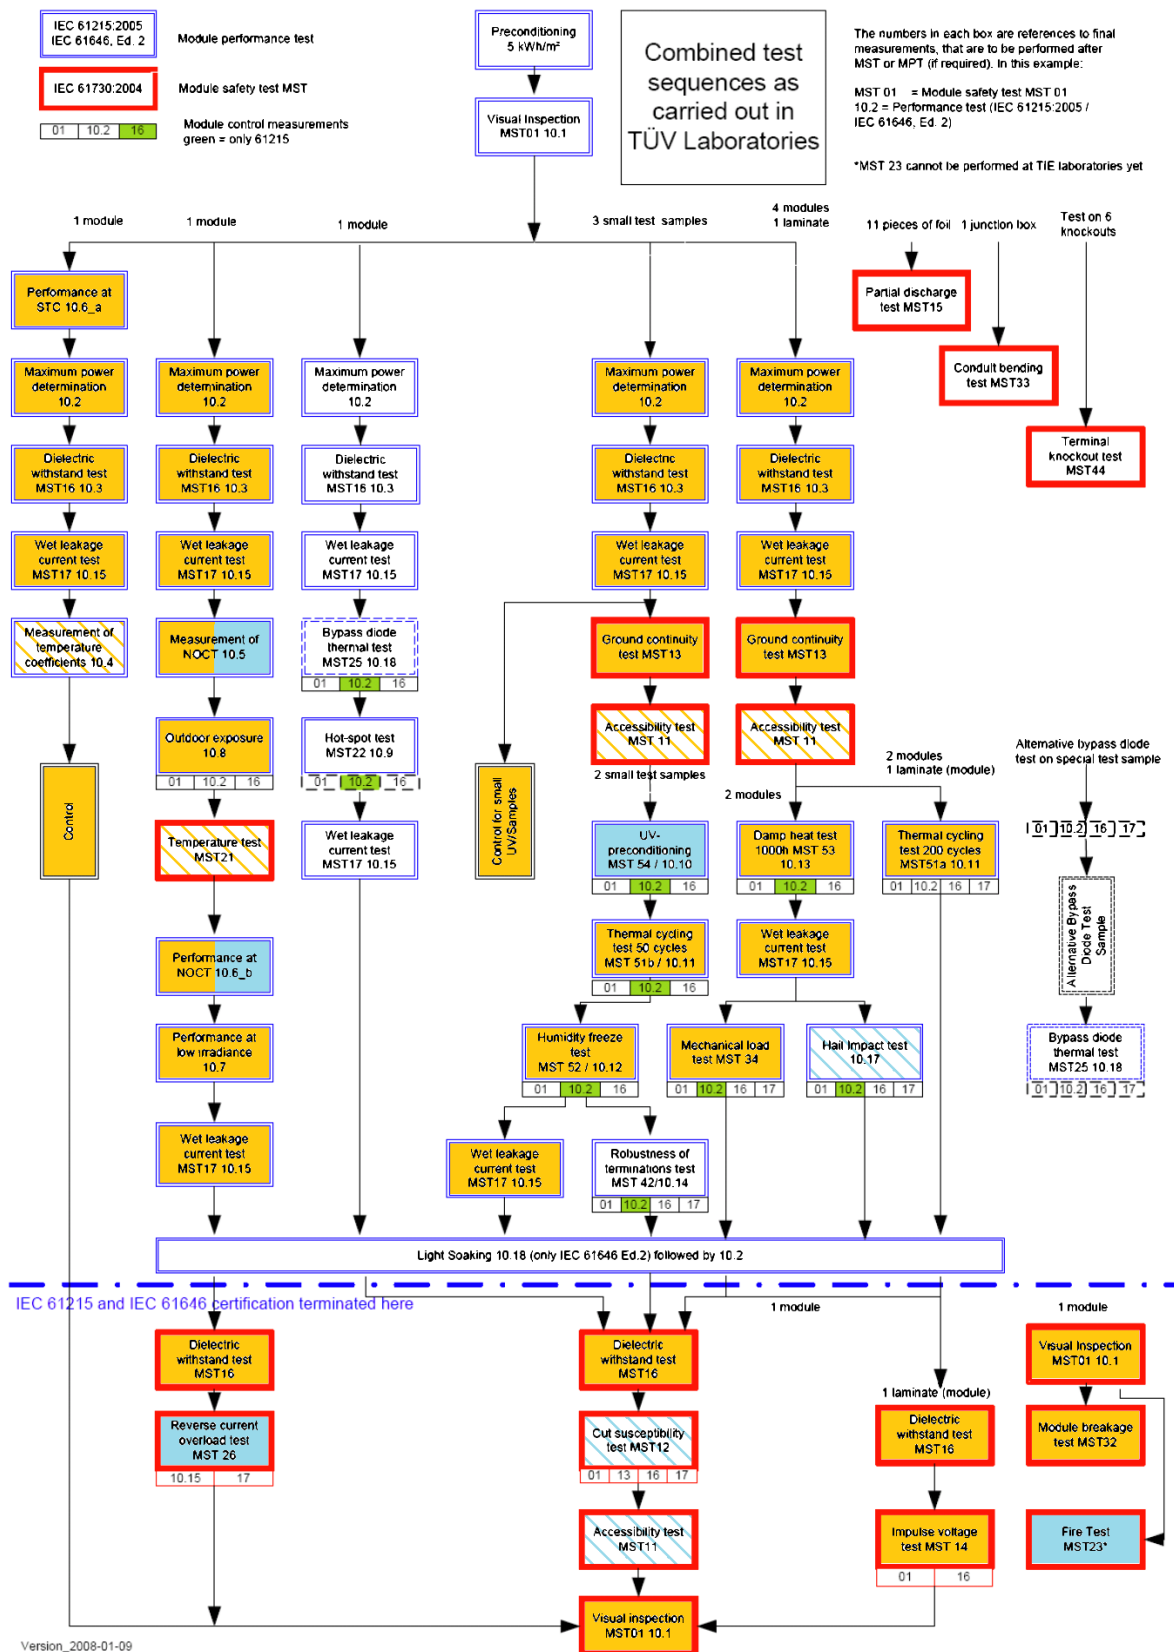 IEC 61215:2005
IEC 61646, Ed. 2
Module performance test
IEC 61730:2004
Module safety test MST
01 10.2 16
Module control measurements
green = only 61215
Preconditioning
5 kWh/m²
Visual Inspection
MST01 10.1
Combined test
sequences as
carried out in
TÜV Laboratories
The numbers in each box are references to final
measurements, that are to be performed after
MST or MPT (if required). In this example:
MST 01 = Module safety test MST 01
10.2 = Performance test (IEC 61215:2005 /
IEC 61646, Ed. 2)
*MST 23 cannot be performed at TIE laboratories yet
1 module
1 module
1 module
3 small test samples
4 modules
1 laminate
11 pieces of foil
1 junction box
Test on 6
knockouts
Performance at
STC 10.6_a
Partial discharge
test MST15
Maximum power
determination
10.2
Maximum power
determination
10.2
Maximum power
determination
10.2
Maximum power
determination
10.2
Maximum power
determination
10.2
Conduit bending
test MST33
Dielectric
withstand test
MST16 10.3
Dielectric
withstand test
MST16 10.3
Dielectric
withstand test
MST16 10.3
Dielectric
withstand test
MST16 10.3
Dielectric
withstand test
MST16 10.3
Terminal
knockout test
MST44
Wet leakage
current test
MST17 10.15
Wet leakage
current test
MST17 10.15
Wet leakage
current test
MST17 10.15
Wet leakage
current test
MST17 10.15
Wet leakage
current test
MST17 10.15
Measurement of
temperature
coefficients 10.4
Measurement of
NOCT 10.5
Bypass diode
thermal test
MST25 10.18
01 10.2 16
Ground continuity
test MST13
Ground continuity
test MST13
Outdoor exposure
10.8
01 10.2 16
Hot-spot test
MST22 10.9
01 10.2 16
Accessibility test
MST 11
Accessibility test
MST 11
2 small test samples
2 modules
2 modules
1 laminate (module)
Alternative bypass diode
test on special test sample
Control
Temperature test
MST21
Wet leakage
current test
MST17 10.15
Control for small
UV/Samples
UV-
preconditioning
MST 54 / 10.10
01 10.2 16
Damp heat test
1000h MST 53
10.13
01 10.2 16
Thermal cycling
test 200 cycles
MST51a 10.11
01 10.2 16 17
01 10.2 16 17
Alternative Bypass
Diode Test
Sample
Performance at
NOCT 10.6_b
Thermal cycling
test 50 cycles
MST 51b / 10.11
01 10.2 16
Wet leakage
current test
MST17 10.15
Performance at
low irradiance
10.7
Humidity freeze
test
MST 52 / 10.12
01 10.2 16
Mechanical load
test MST 34
01 10.2 16 17
Hail Impact test
10.17
01 10.2 16 17
Bypass diode
thermal test
MST25 10.18
01 10.2 16 17
Wet leakage
current test
MST17 10.15
Wet leakage
current test
MST17 10.15
Robustness of
terminations test
MST 42/10.14
01 10.2 16 17
Light Soaking 10.18 (only IEC 61646 Ed.2) followed by 10.2
IEC 61215 and IEC 61646 certification terminated here
1 module
1 module
Dielectric
withstand test
MST16
Dielectric
withstand test
MST16
Visual Inspection
MST01 10.1
1 laminate (module)
Reverse current
overload test
MST 26
10.15 17
Cut susceptibility
test MST12
01 13 16 17
Dielectric
withstand test
MST16
Module breakage
test MST32
Accessibility test
MST11
Impulse voltage
test MST 14
01 16
Fire Test
MST23*
Visual inspection
MST01 10.1
Version_2008-01-09